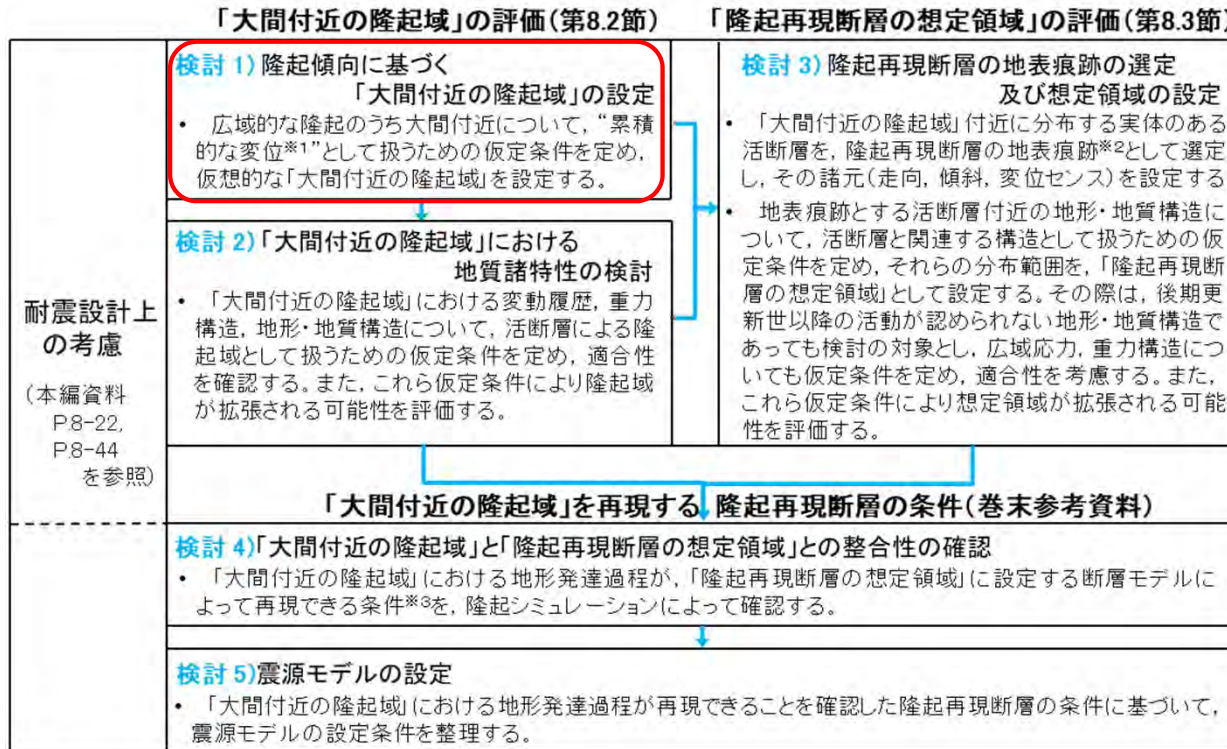 「大間付近の隆起域」の評価(第8.2節)
「隆起再現断層の想定領域」の評価(第8.3節)
耐震設計上
の考慮
(本編資料
P.8-22,
P.8-44
を参照)
検討 1) 隆起傾向に基づく
「大間付近の隆起域」の設定
• 広域的な隆起のうち大間付近について,“累積
的な変位※1”として扱うための仮定条件を定め,
仮想的な「大間付近の隆起域」を設定する。
検討 2)「大間付近の隆起域」における
地質諸特性の検討
• 「大間付近の隆起域」における変動履歴,重力
構造,地形・地質構造について,活断層による隆
起域として扱うための仮定条件を定め,適合性
を確認する。また,これら仮定条件により隆起域
が拡張される可能性を評価する。
検討 3) 隆起再現断層の地表痕跡の選定
及び想定領域の設定
• 「大間付近の隆起域」付近に分布する実体のある
活断層を,隆起再現断層の地表痕跡※2として選定
し,その諸元(走向,傾斜,変位センス)を設定する
• 地表痕跡とする活断層付近の地形・地質構造に
ついて,活断層と関連する構造として扱うための仮
定条件を定め,それらの分布範囲を,「隆起再現断
層の想定領域」として設定する。その際は,後期更
新世以降の活動が認められない地形・地質構造で
あっても検討の対象とし,広域応力,重力構造につ
いても仮定条件を定め,適合性を考慮する。また,
これら仮定条件により想定領域が拡張される可能
性を評価する。
「大間付近の隆起域」を再現する 隆起再現断層の条件(巻末参考資料)
検討 4)「大間付近の隆起域」と「隆起再現断層の想定領域」との整合性の確認
• 「大間付近の隆起域」における地形発達過程が,「隆起再現断層の想定領域」に設定する断層モデルに
よって再現できる条件※3を,隆起シミュレーションによって確認する。
検討 5)震源モデルの設定
• 「大間付近の隆起域」における地形発達過程が再現できることを確認した隆起再現断層の条件に基づいて,
震源モデルの設定条件を整理する。